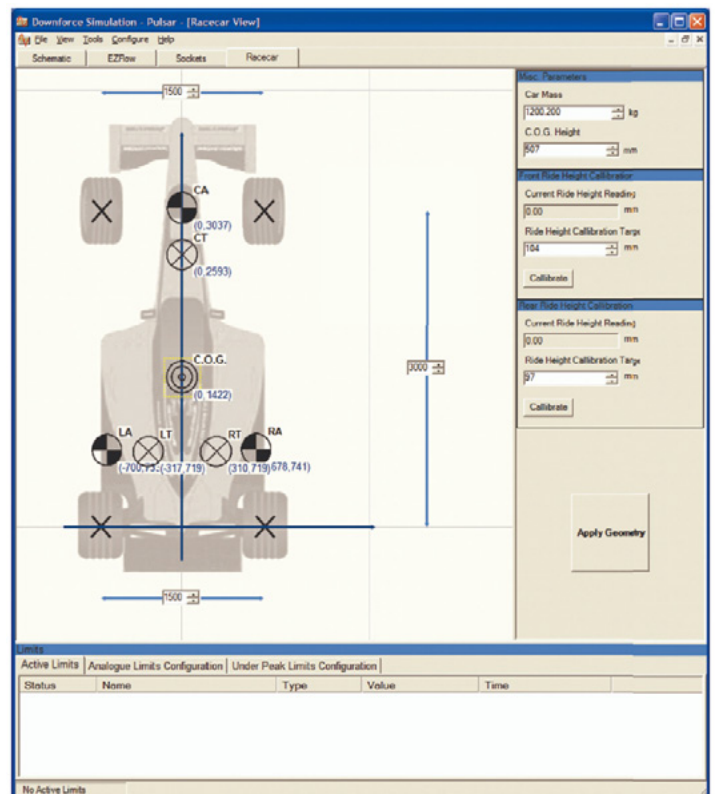 Downforce Simulation - Pulsar - [Racecar View]
File View Tools Configure Help
Schematic EZFlow Sockets Racecar
1500
CA
(0,3037)
CT
(0,2593)
C.O.G.
(0,1422)
3000
LA LT RT RA
(-317,719) (310,719) 678,741)
1500
Misc. Parameters
Car Mass
1200.200 kg
C.O.G. Height
507 mm
Front Ride Height Callibration
Current Ride Height Reading
0.00 mm
Ride Height Callibration Targe
104 mm
Callibrate
Rear Ride Height Callibration
Current Ride Height Reading
0.00 mm
Ride Height Callibration Targe
97 mm
Callibrate
Apply Geometry
Limits
Active Limits Analogue Limits Configuration Under Peak Limits Configuration
Status Name Type Value Time
No Active Limits